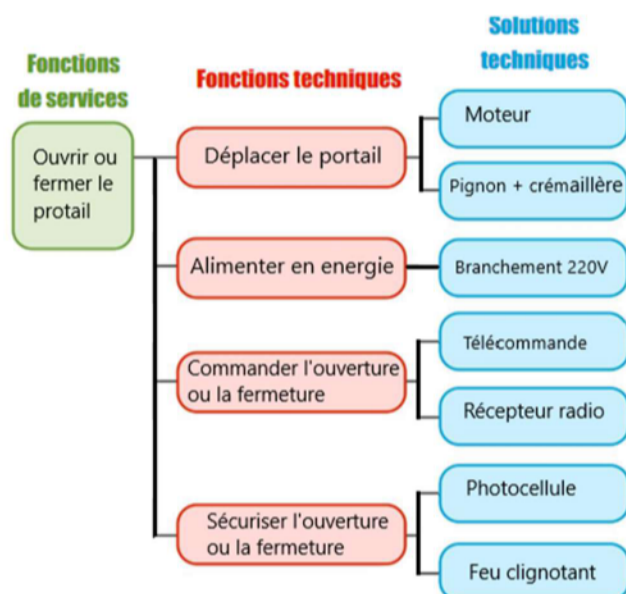 Fonctions
de services
Fonctions techniques
Solutions
techniques
Ouvrir ou
fermer le
protail
Déplacer le portail
Moteur
Pignon + crémaillère
Alimenter en energie
Branchement 220V
Commander l'ouverture
ou la fermeture
Télécommande
Récepteur radio
Sécuriser l'ouverture
ou la fermeture
Photocellule
Feu clignotant